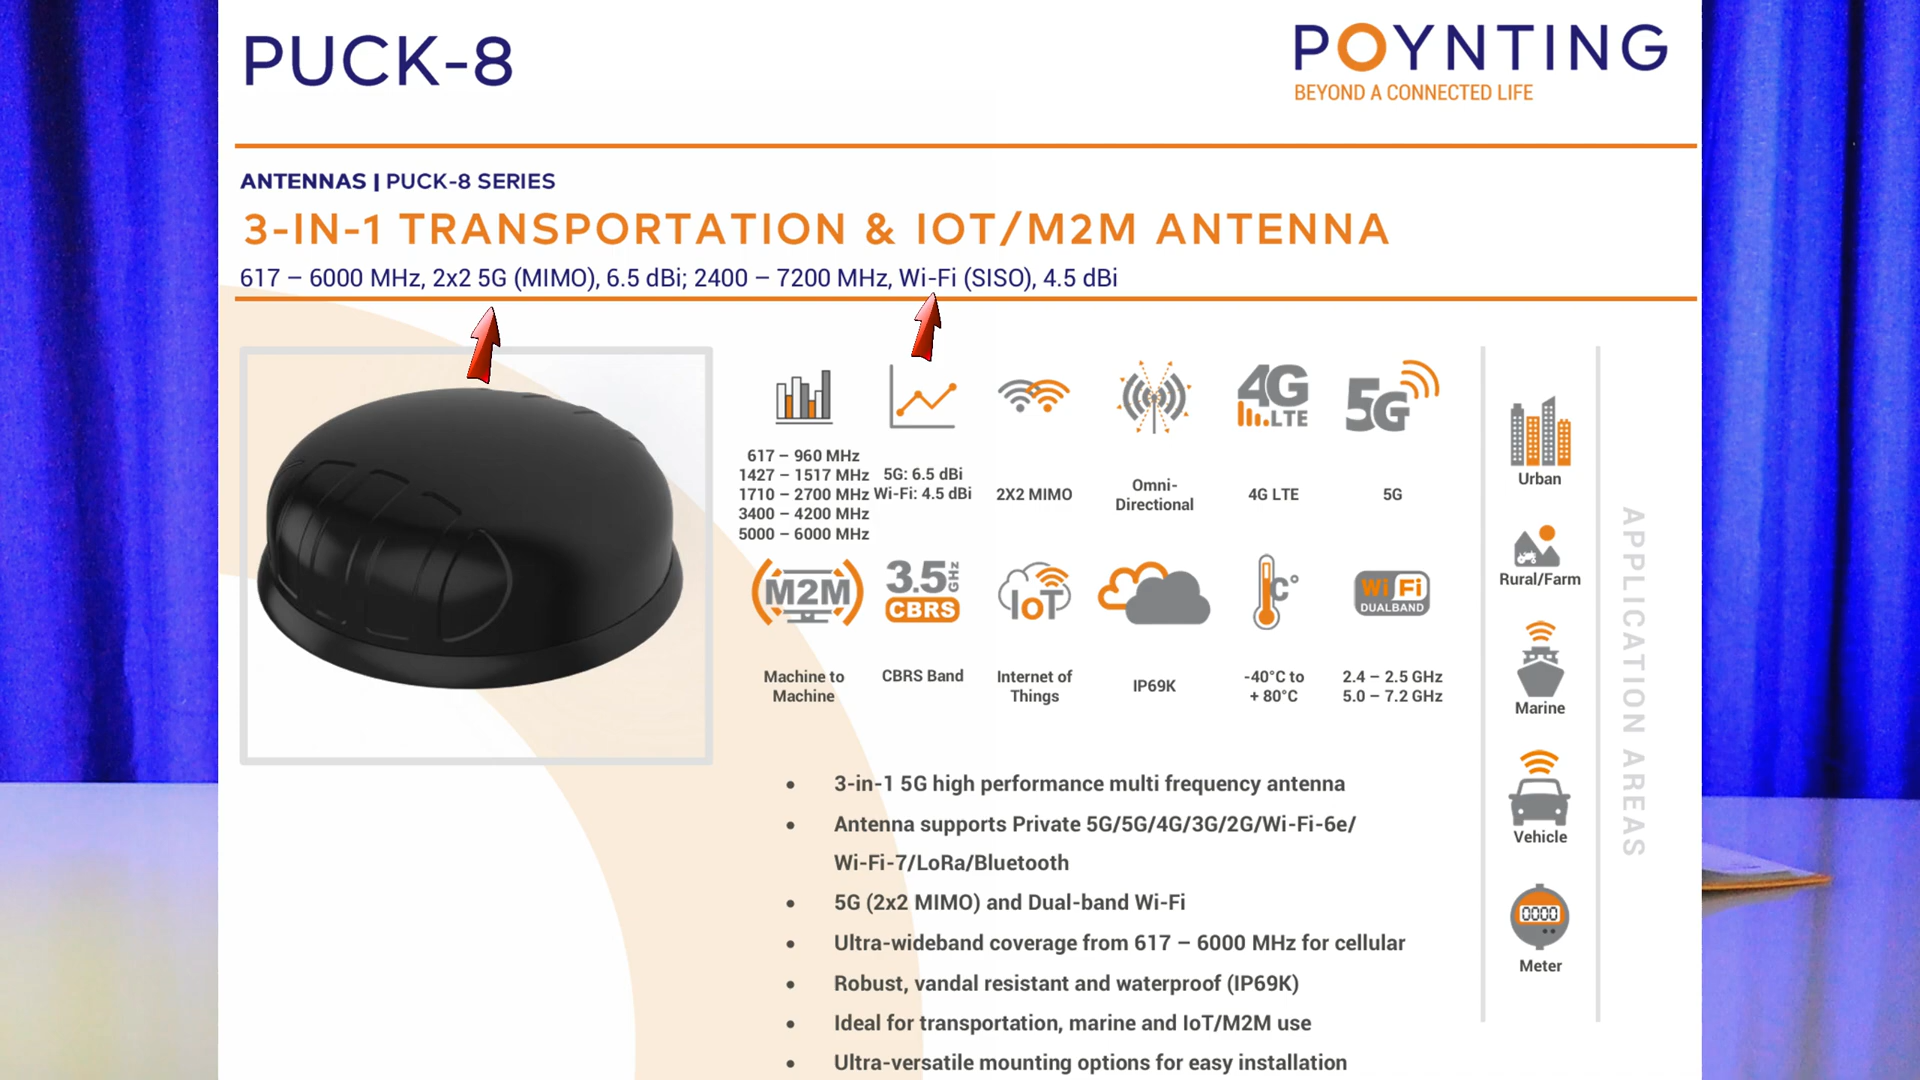 PUCK-8
POYNTING
BEYOND A CONNECTED LIFE
ANTENNAS | PUCK-8 SERIES
3-IN-1 TRANSPORTATION & IOT/M2M ANTENNA
617 – 6000 MHz, 2x2 5G (MIMO), 6.5 dBi; 2400 – 7200 MHz, Wi-Fi (SISO), 4.5 dBi
617 – 960 MHz
1427 – 1517 MHz
1710 – 2700 MHz
3400 – 4200 MHz
5000 – 6000 MHz
5G: 6.5 dBi
Wi-Fi: 4.5 dBi
2X2 MIMO
Omni-
Directional
4G
LTE
4G LTE
5G
5G
M2M
Machine to
Machine
3.5 GHz
CBRS
CBRS Band
IoT
Internet of
Things
IP69K
C°
-40°C to
+ 80°C
Wi Fi
DUALBAND
2.4 – 2.5 GHz
5.0 – 7.2 GHz
Urban
Rural/Farm
Marine
Vehicle
0000
Meter
APPLICATION AREAS
• 3-in-1 5G high performance multi frequency antenna
• Antenna supports Private 5G/5G/4G/3G/2G/Wi-Fi-6e/
Wi-Fi-7/LoRa/Bluetooth
• 5G (2x2 MIMO) and Dual-band Wi-Fi
• Ultra-wideband coverage from 617 – 6000 MHz for cellular
• Robust, vandal resistant and waterproof (IP69K)
• Ideal for transportation, marine and IoT/M2M use
• Ultra-versatile mounting options for easy installation